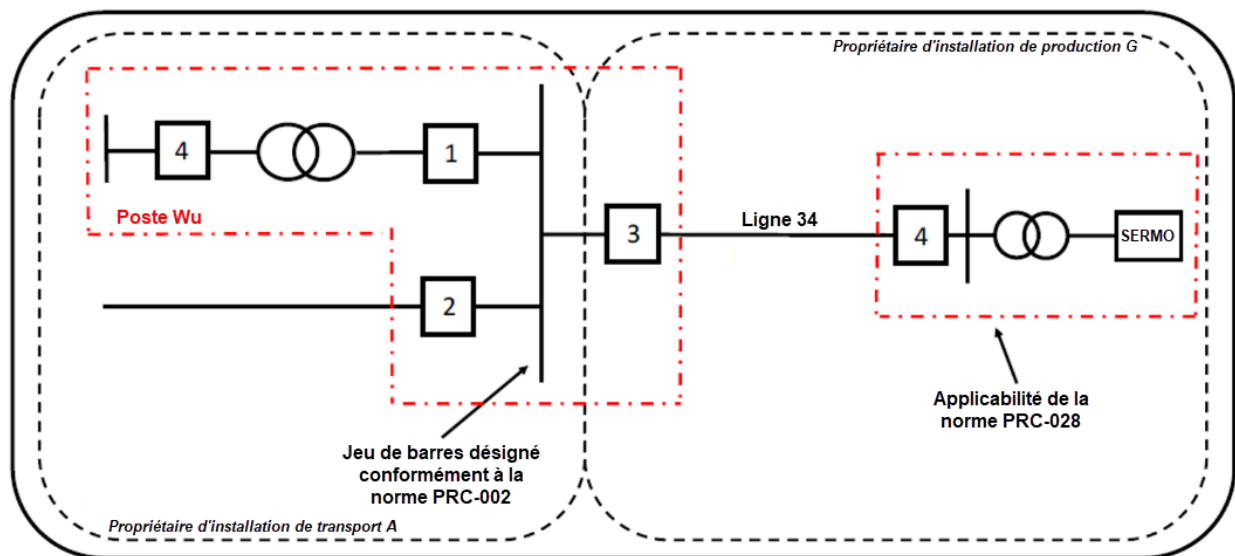 Propriétaire d'installation de production G
4
1
Poste Wu
3
Ligne 34
4
SERMO
2
Applicabilité de la
norme PRC-028
Jeu de barres désigné
conformément à la
norme PRC-002
Propriétaire d'installation de transport A